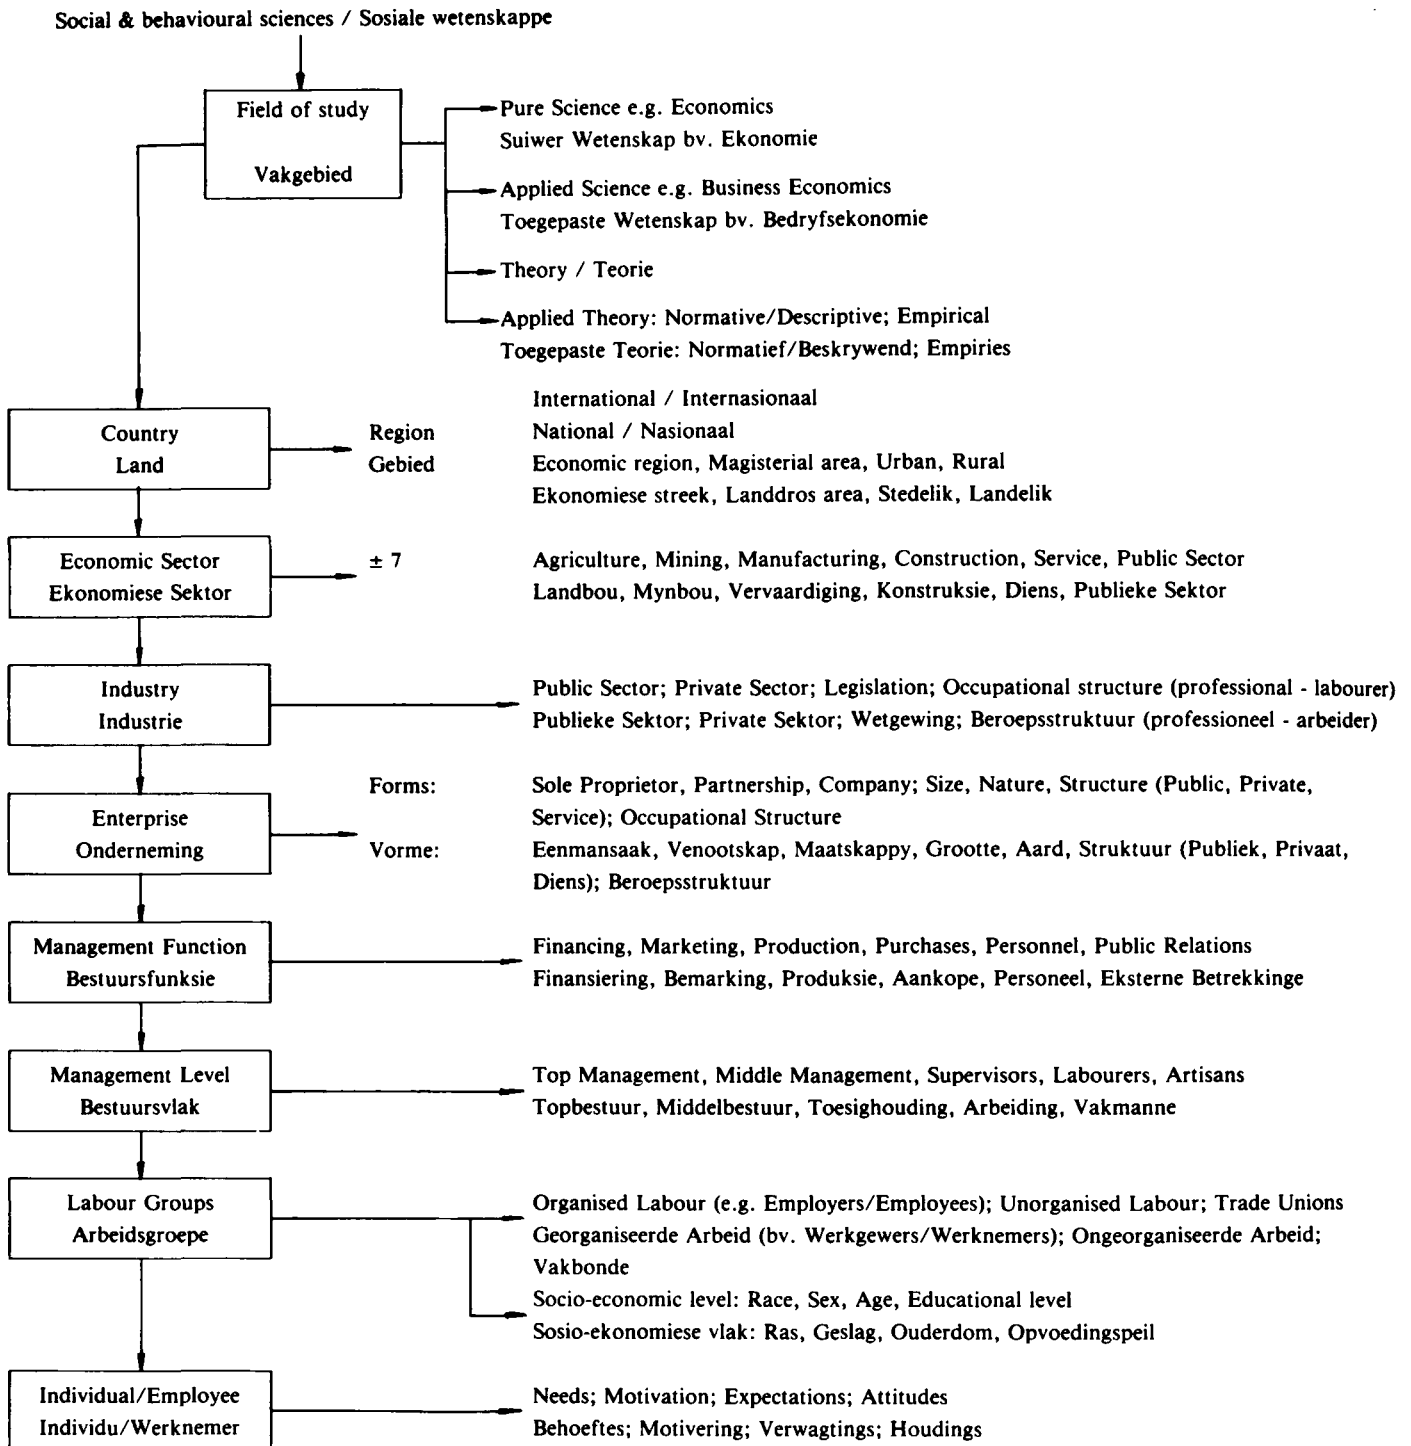 Social & behavioural sciences / Sosiale wetenskappe
Field of study
Vakgebied
Pure Science e.g. Economics
Suiwer Wetenskap bv. Ekonomie
Applied Science e.g. Business Economics
Toegepaste Wetenskap bv. Bedryfsekonomie
Theory / Teorie
Applied Theory: Normative/Descriptive; Empirical
Toegepaste Teorie: Normatief/Beskrywend; Empiries
Country
Land
Region
Gebied
International / Internasionaal
National / Nasionaal
Economic region, Magisterial area, Urban, Rural
Ekonomiese streek, Landdros area, Stedelik, Landelik
Economic Sector
Ekonomiese Sektor
± 7
Agriculture, Mining, Manufacturing, Construction, Service, Public Sector
Landbou, Mynbou, Vervaardiging, Konstruksie, Diens, Publieke Sektor
Industry
Industrie
Public Sector; Private Sector; Legislation; Occupational structure (professional - labourer)
Publieke Sektor; Private Sektor; Wetgewing; Beroepsstruktuur (professioneel - arbeider)
Enterprise
Onderneming
Forms:
Sole Proprietor, Partnership, Company; Size, Nature, Structure (Public, Private,
Service); Occupational Structure
Vorme:
Eenmansaak, Venootskap, Maatskappy, Grootte, Aard, Struktuur (Publiek, Privaat,
Diens); Beroepsstruktuur
Management Function
Bestuursfunksie
Financing, Marketing, Production, Purchases, Personnel, Public Relations
Finansiering, Bemarking, Produksie, Aankope, Personeel, Eksterne Betrekkinge
Management Level
Bestuursvlak
Top Management, Middle Management, Supervisors, Labourers, Artisans
Topbestuur, Middelbestuur, Toesighouding, Arbeiding, Vakmanne
Labour Groups
Arbeidsgroepe
Organised Labour (e.g. Employers/Employees); Unorganised Labour; Trade Unions
Georganiseerde Arbeid (bv. Werkgewers/Werknemers); Ongeorganiseerde Arbeid;
Vakbonde
Socio-economic level: Race, Sex, Age, Educational level
Sosio-ekonomiese vlak: Ras, Geslag, Ouderdom, Opvoedingspeil
Individual/Employee
Individu/Werknemer
Needs; Motivation; Expectations; Attitudes
Behoeftes; Motivering; Verwagtings; Houdings